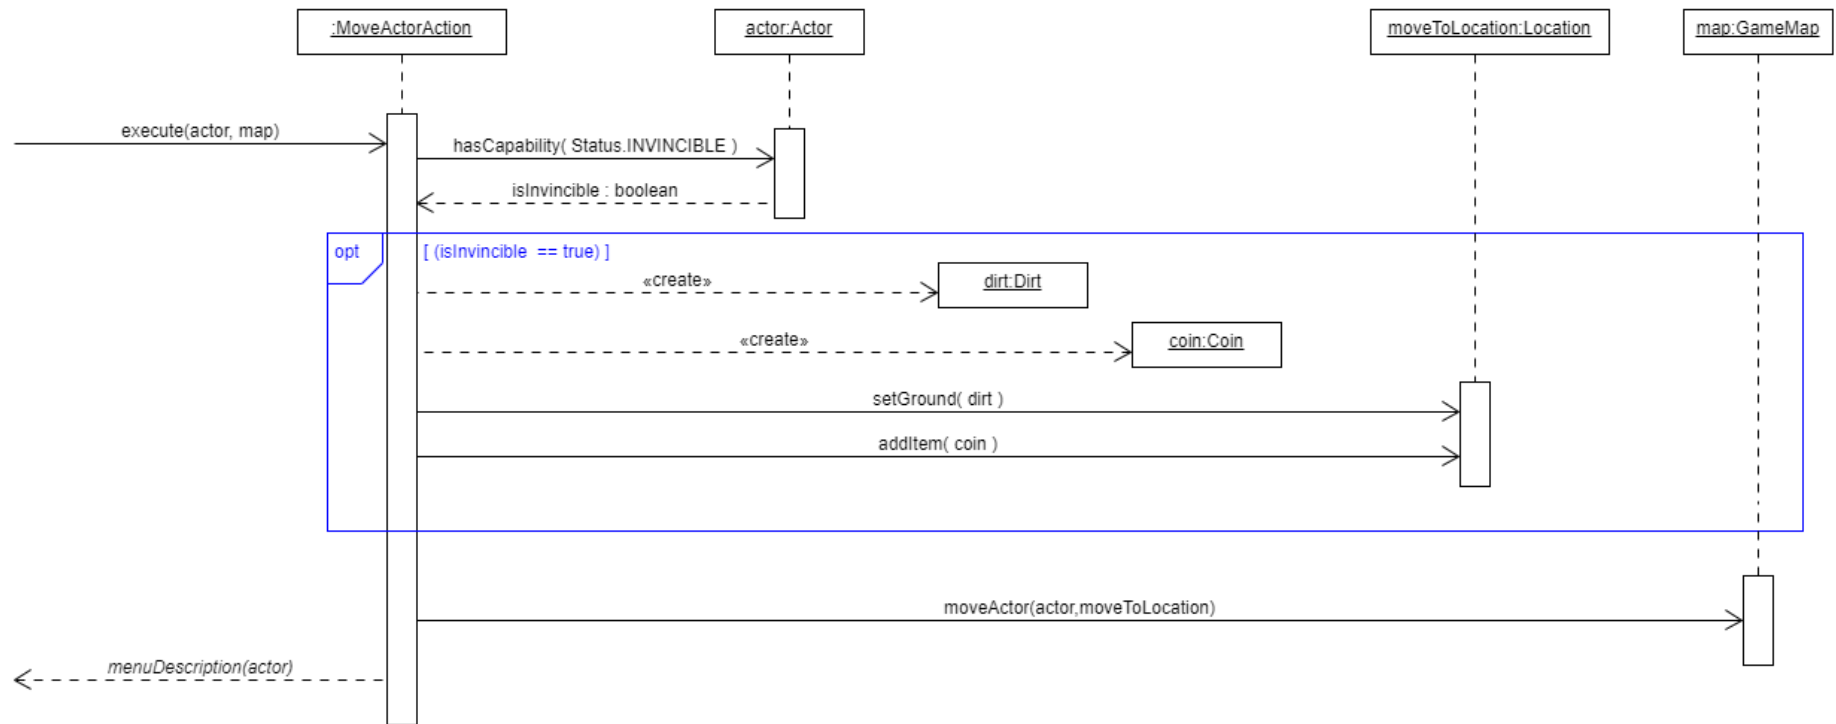 :MoveActorAction
actor:Actor
moveToLocation:Location
map:GameMap
execute(actor, map)
hasCapability( Status.INVINCIBLE )
isInvincible : boolean
opt
[ (isInvincible == true) ]
«create»
dirt:Dirt
«create»
coin:Coin
setGround( dirt )
addItem( coin )
moveActor(actor,moveToLocation)
menuDescription(actor)